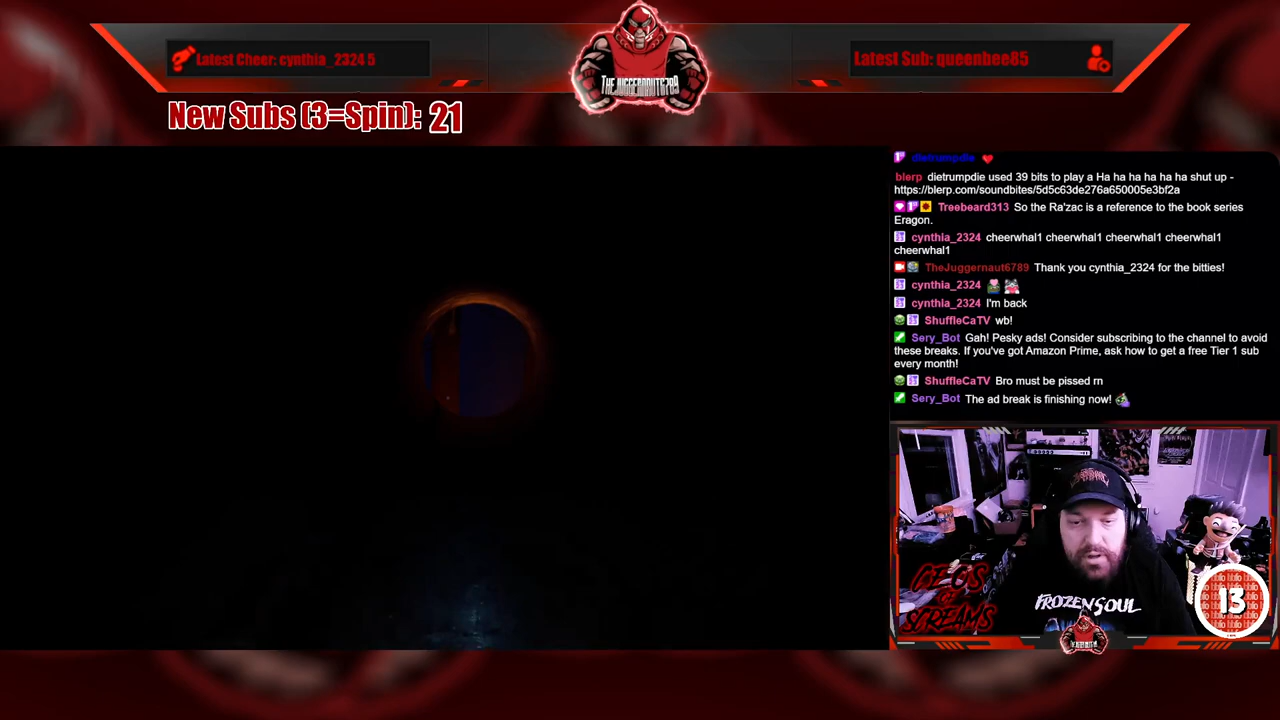 Latest Cheer: cynthia_2324 5
THEJUGGERNAUT6789
Latest Sub: queenbee85
New Subs (3=Spin): 21
dietrumpdie
blerp dietrumpdie used 39 bits to play a Ha ha ha ha ha ha shut up -
https://blerp.com/soundbites/5d5c63de276a650005e3bf2a
Treebeard313 So the Ra'zac is a reference to the book series
Eragon.
cynthia_2324 cheerwhal1 cheerwhal1 cheerwhal1 cheerwhal1
cheerwhal1
TheJuggernaut6789 Thank you cynthia_2324 for the bitties!
cynthia_2324
cynthia_2324 I'm back
ShuffleCaTV wb!
Sery_Bot Gah! Pesky ads! Consider subscribing to the channel to avoid
these breaks. If you've got Amazon Prime, ask how to get a free Tier 1 sub
every month!
ShuffleCaTV Bro must be pissed rn
Sery_Bot The ad break is finishing now!
FROZEN SOUL
SCREAMS
13